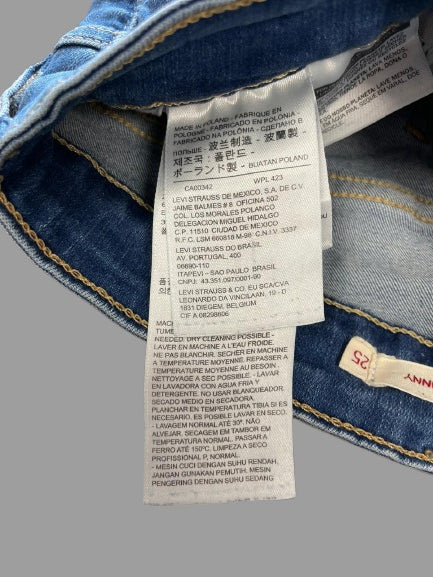 MADE IN POLAND - FABRIQUE EN
POLOGNE - FABRICADO EN POLONIA -
FABRICADO NA POLÔNIA - СДЕЛАНО В
ПОЛЬШЕ - 波兰制造 - 波蘭製 -
제조국 : 폴란드 -
ポーランド製 - BUATAN POLAND
CA00342 WPL 423
LEVI STRAUSS DE MEXICO, S.A. DE C.V.
JAIME BALMES # 8 OFICINA 602
COL. LOS MORALES POLANCO
DELEGACION MIGUEL HIDALGO
C.P. 11510 CIUDAD DE MEXICO
R.F.C. LSM 660818 M-98 C.N.I.V. 3337
LEVI STRAUSS DO BRASIL
AV. PORTUGAL, 400
06690-110
ITAPEVI – SAO PAULO BRASIL
CNPJ: 43.351.097.0001-60
LEVI STRAUSS & CO EU SCA/CVA
LEONARDO DA VINCILAAN, 19 - D
1831 DIEGEM, BELGIUM
CIF A 08298606
NEEDED. DRY CLEANING POSSIBLE -
LAVER EN MACHINE A L'EAU FROIDE.
NE PAS BLANCHIR. SECHER EN MACHINE
A TEMPERATURE MOYENNE. REPASSER A
TEMPERATURE MOYENNE SI BESOIN.
NETTOYAGE A SEC POSSIBLE - LAVAR
EN LAVADORA CON AGUA FRIA Y
DETERGENTE. NO USAR BLANQUEADOR.
SECADO MEDIO EN SECADORA.
PLANCHAR EN TEMPERATURA TIBIA SI ES
NECESARIO. ES POSIBLE LAVAR EN SECO.
- LAVAGEM NORMAL ATÉ 30º. NÃO
ALVEJAR. SECAGEM EM TAMBOR EM
TEMPERATURA NORMAL. PASSAR A
FERRO ATÉ 150ºC. LIMPEZA A SECO
PROFISSIONAL P, NORMAL
- MESIN CUCI DENGAN SUHU RENDAH,
JANGAN GUNAKAN PEMUTIH, MESIN
PENGERING DENGAN SUHU SEDANG
25